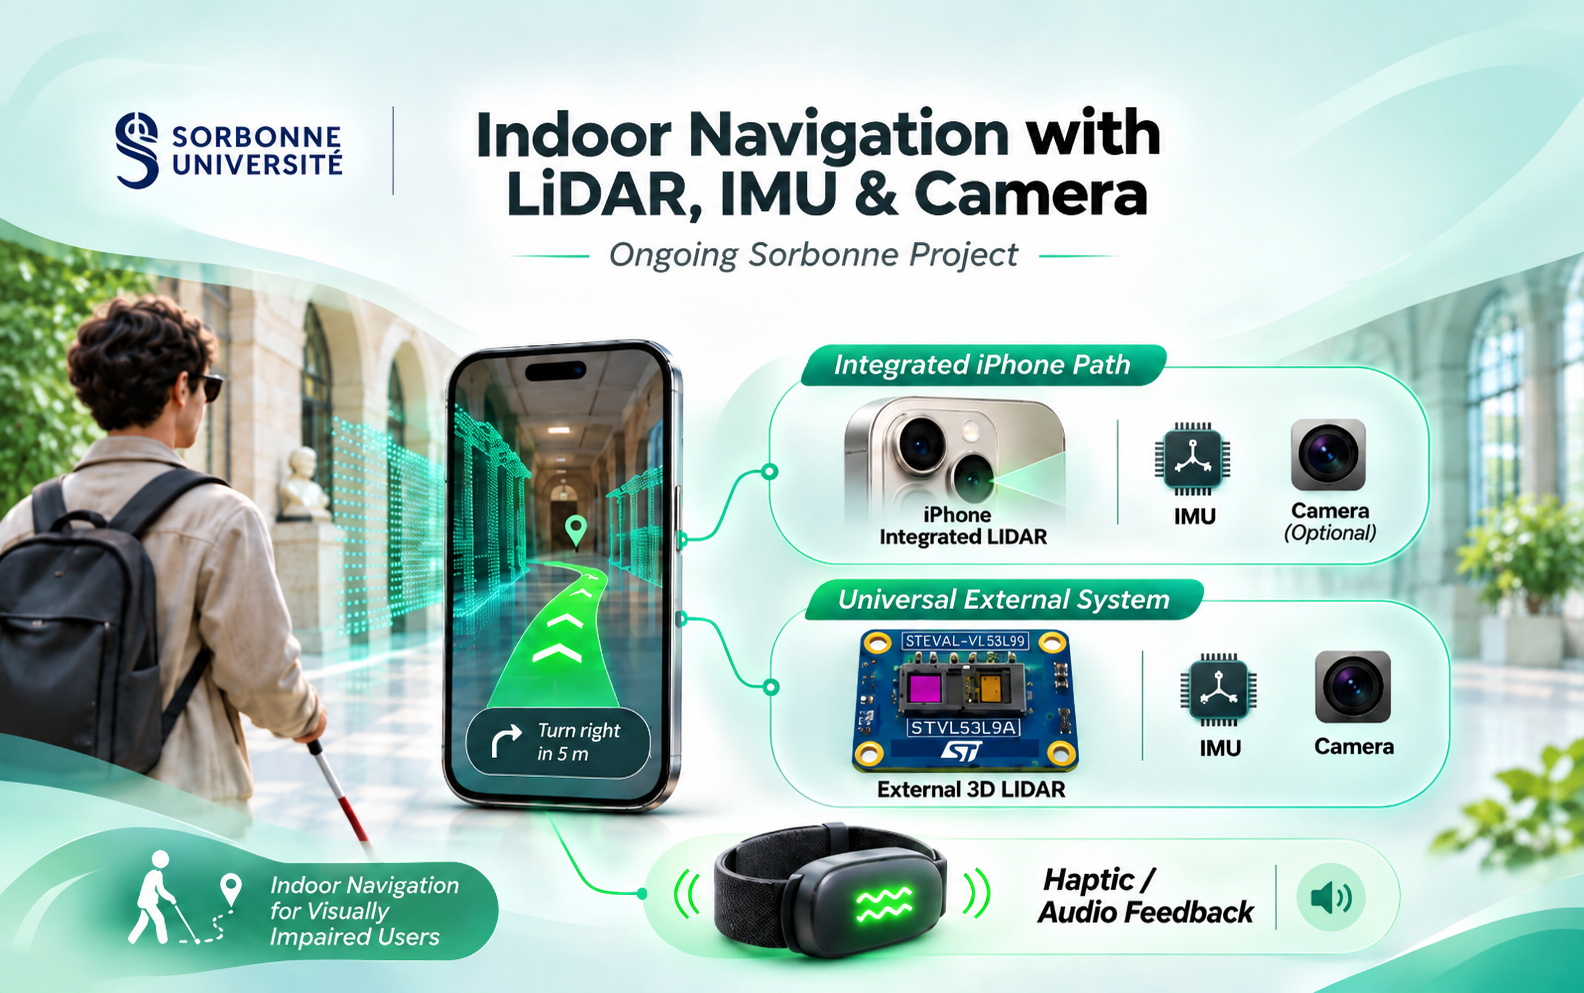 SORBONNE
UNIVERSITÉ
Indoor Navigation with
LiDAR, IMU & Camera
Ongoing Sorbonne Project
Turn right
in 5 m
Integrated iPhone Path
iPhone
Integrated LIDAR
IMU
Camera
(Optional)
Universal External System
STEVAL-VL53L99
STVL53L9A
ST
External 3D LIDAR
IMU
Camera
Indoor Navigation
for Visually
Impaired Users
Haptic /
Audio Feedback